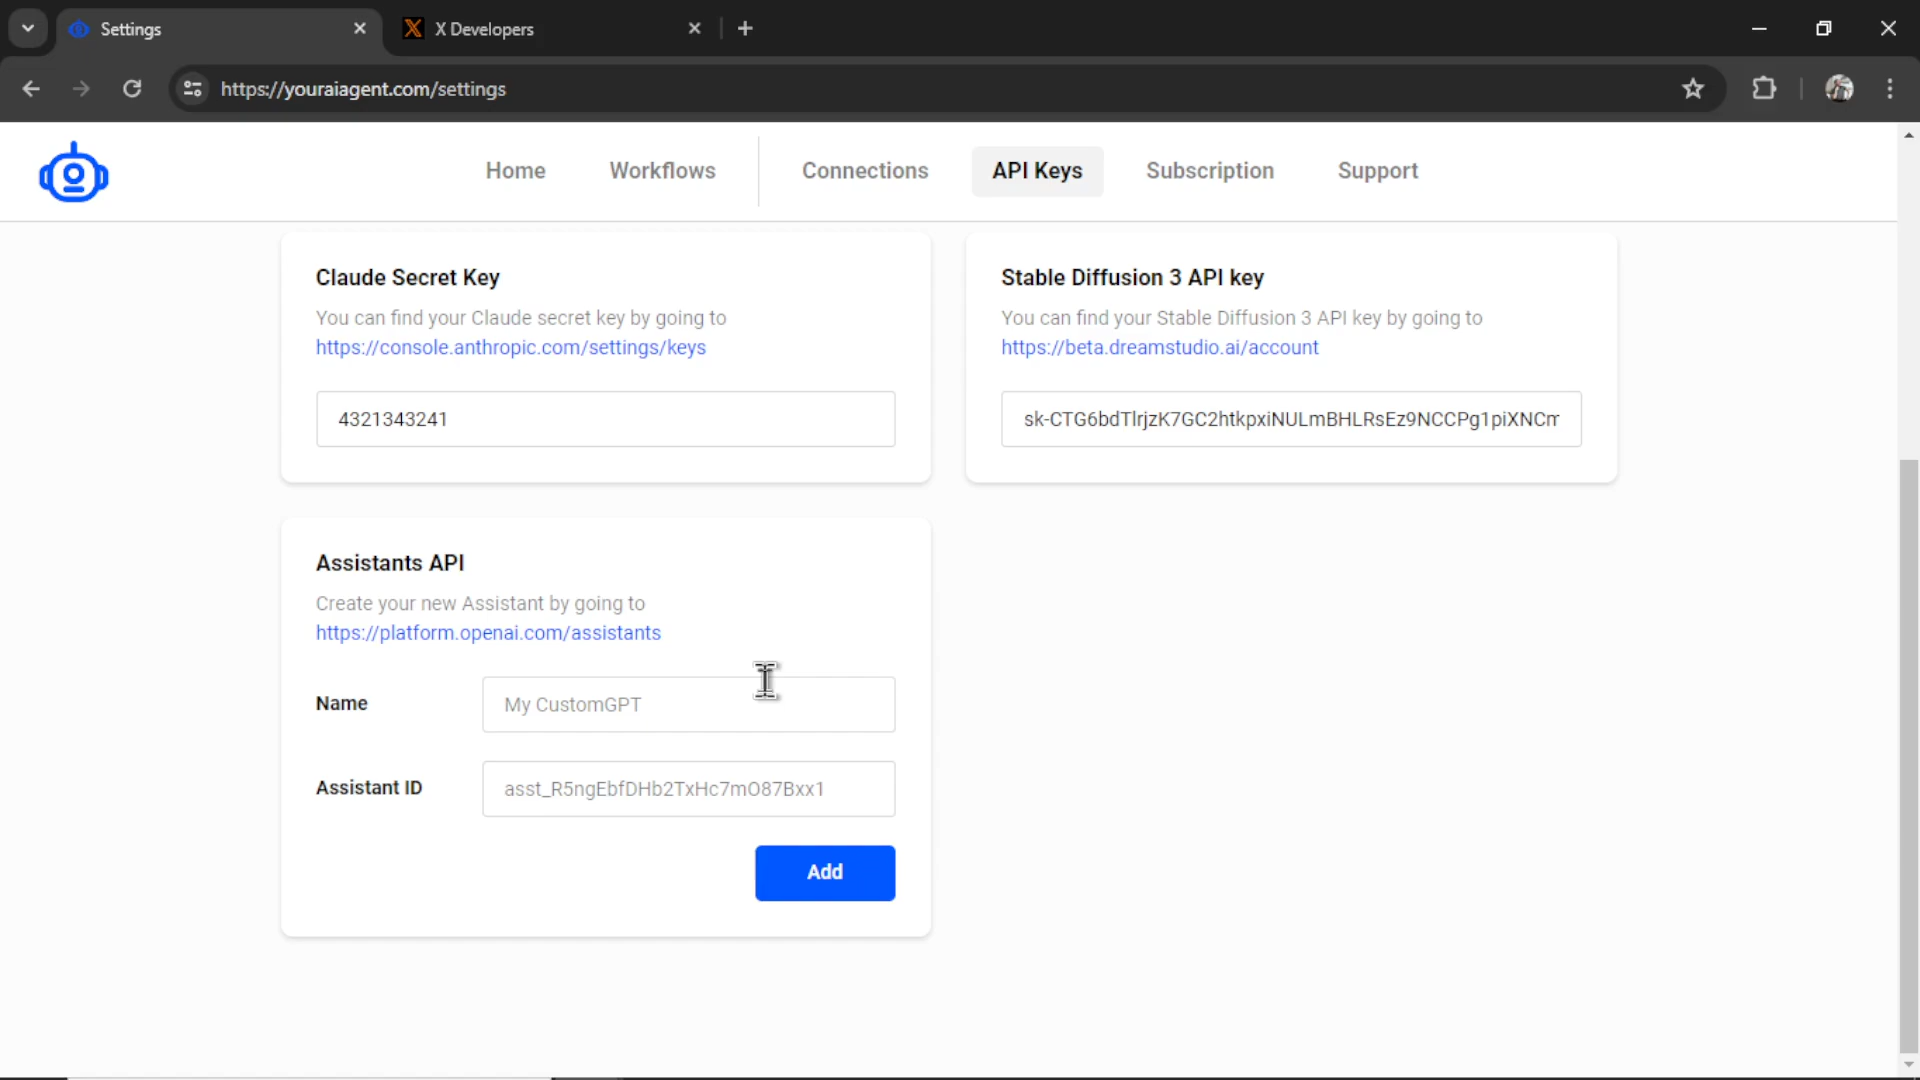 Settings
X Developers
https://youraiagent.com/settings
Home
Workflows
Connections
API Keys
Subscription
Support
Claude Secret Key
You can find your Claude secret key by going to
https://console.anthropic.com/settings/keys
4321343241
Stable Diffusion 3 API key
You can find your Stable Diffusion 3 API key by going to
https://beta.dreamstudio.ai/account
sk-CTG6bdTlrjzK7GC2htkpxiNULmBHLRsEz9NCCPg1piXNCm
Assistants API
Create your new Assistant by going to
https://platform.openai.com/assistants
Name
My CustomGPT
Assistant ID
asst_R5ngEbfDHb2TxHc7mO87Bxx1
Add